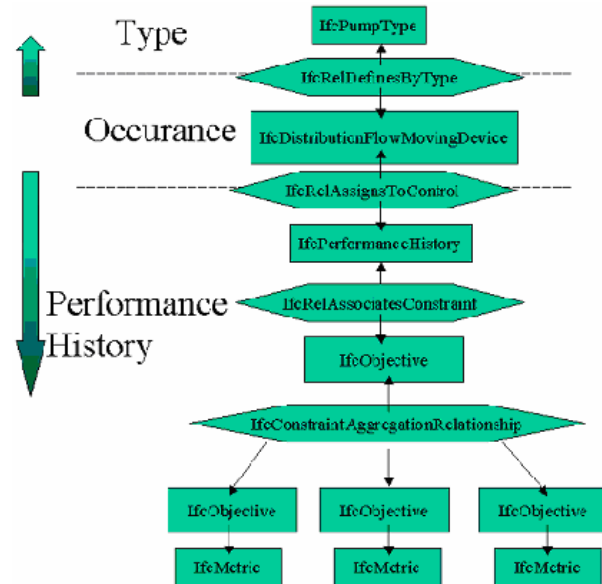 Type
IfcPumpType
IfcRelDefinesByType
Occurance
IfcDistributionFlowMovingDevice
IfcRelAssignsToControl
IfcPerformanceHistory
Performance
History
IfcRelAssociatesConstraint
IfcObjective
IfcConstraintAggregationRelationship
IfcObjective IfcObjective IfcObjective
IfcMetric IfcMetric IfcMetric